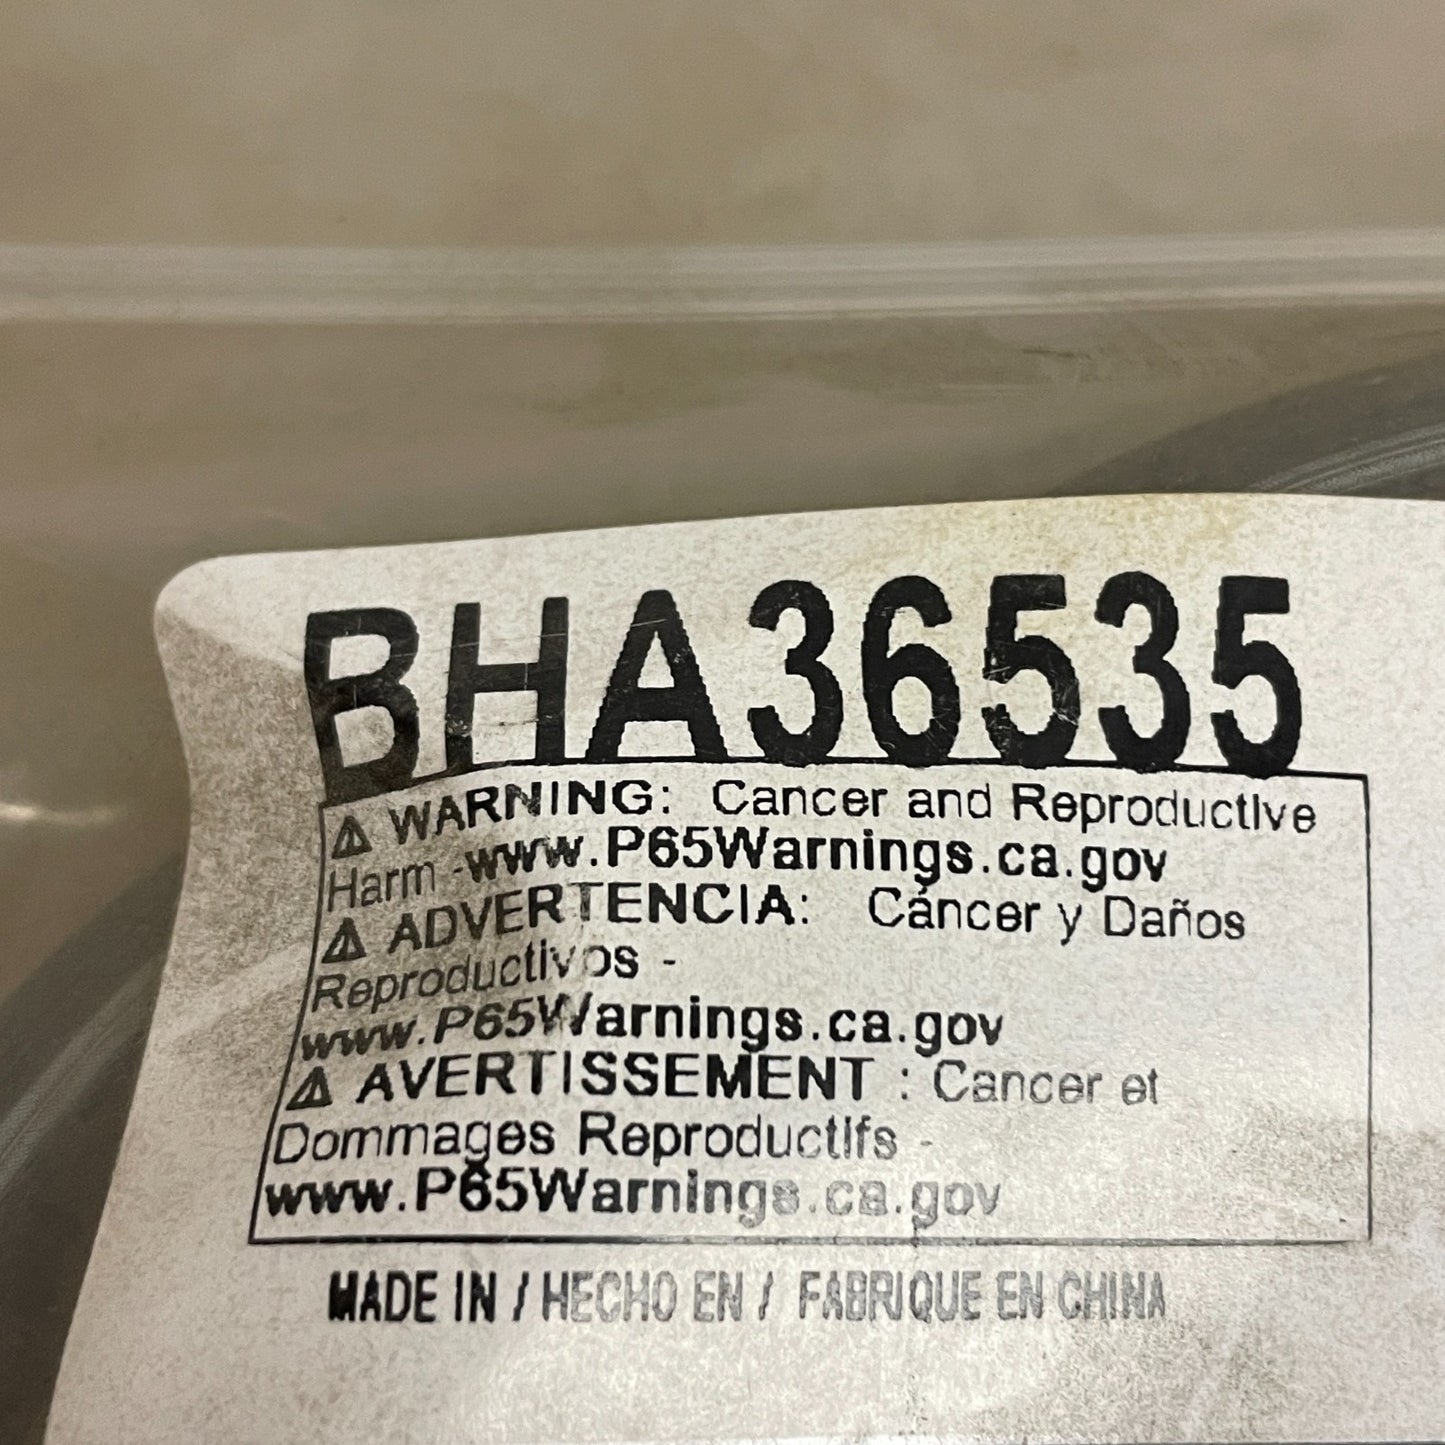 BHA36535
⚠ WARNING: Cancer and Reproductive
Harm -www.P65Warnings.ca.gov
⚠ ADVERTENCIA: Cáncer y Daños
Reproductivos -
www.P65Warnings.ca.gov
⚠ AVERTISSEMENT : Cancer et
Dommages Reproductifs -
www.P65Warnings.ca.gov
MADE IN / HECHO EN / FABRIQUE EN CHINA